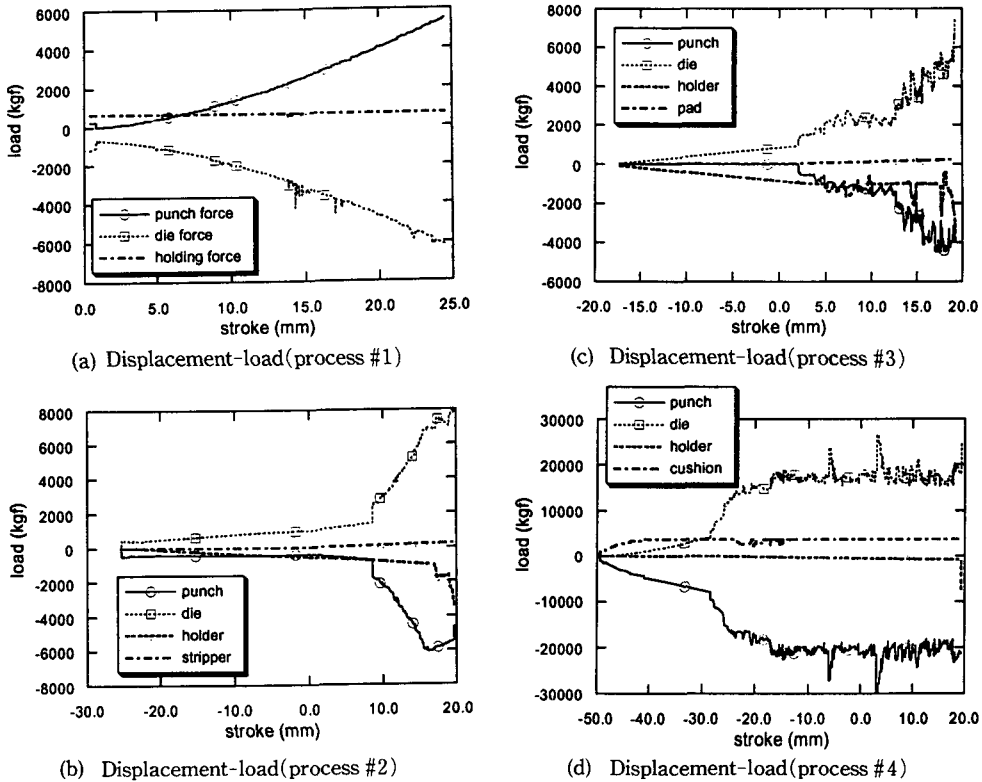 6000
4000
2000
0
-2000
-4000
-6000
-8000
load (kgf)
punch force
die force
holding force
0.0 5.0 10.0 15.0 20.0 25.0
stroke (mm)
(a) Displacement-load(process #1)
8000
6000
4000
2000
0
-2000
-4000
-6000
-8000
load (kgf)
punch
die
holder
stripper
-30.0 -20.0 -10.0 0.0 10.0 20.0
stroke (mm)
(b) Displacement-load(process #2)
8000
6000
4000
2000
0
-2000
-4000
-6000
load (kgf)
punch
die
holder
pad
-20.0 -15.0 -10.0 -5.0 0.0 5.0 10.0 15.0 20.0
stroke (mm)
(c) Displacement-load(process #3)
30000
20000
10000
0
-10000
-20000
-30000
load (kgf)
punch
die
holder
cushion
-50.0 -40.0 -30.0 -20.0 -10.0 0.0 10.0 20.0
stroke (mm)
(d) Displacement-load(process #4)